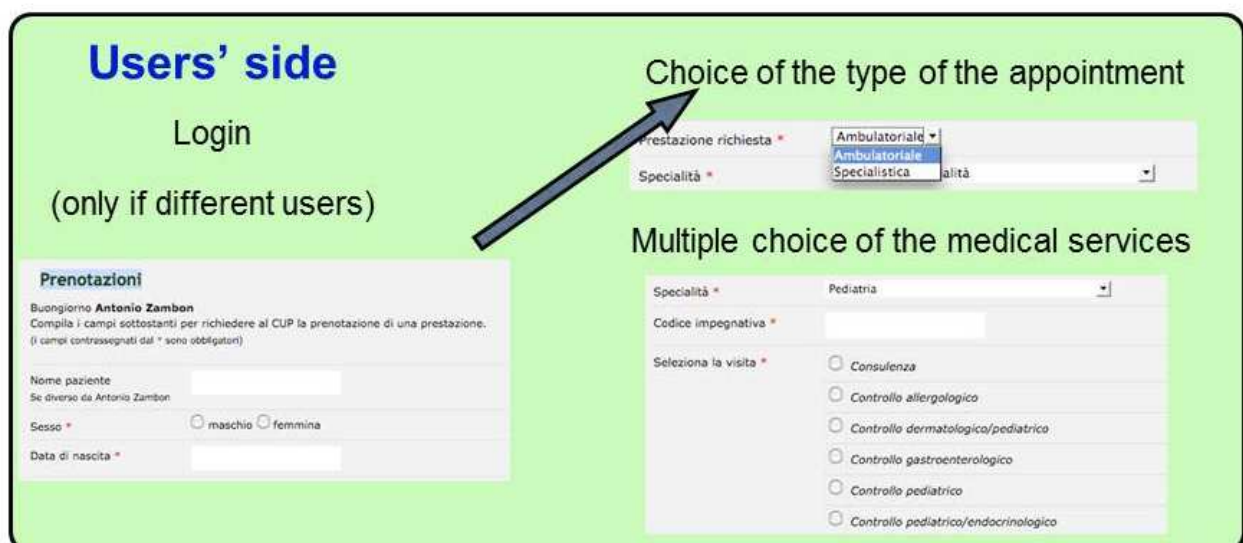 Users' side
Login
(only if different users)
Prenotazioni
Buongiorno Antonio Zambon
Compila i campi sottostanti per richiedere al CUP la prenotazione di una prestazione.
(i campi contrassegnati dal * sono obbligatori)
Nome paziente
Se diverso da Antonio Zambon
Sesso * maschio femmina
Data di nascita *
Choice of the type of the appointment
Prestazione richiesta * Ambulatoriale
Ambulatoriale
Specialità * Specialistica alità
Multiple choice of the medical services
Specialità * Pediatria
Codice impegnativa *
Seleziona la visita * Consulenza
Controllo allergologico
Controllo dermatologico/pediatrico
Controllo gastroenterologico
Controllo pediatrico
Controllo pediatrico/endocrinologico